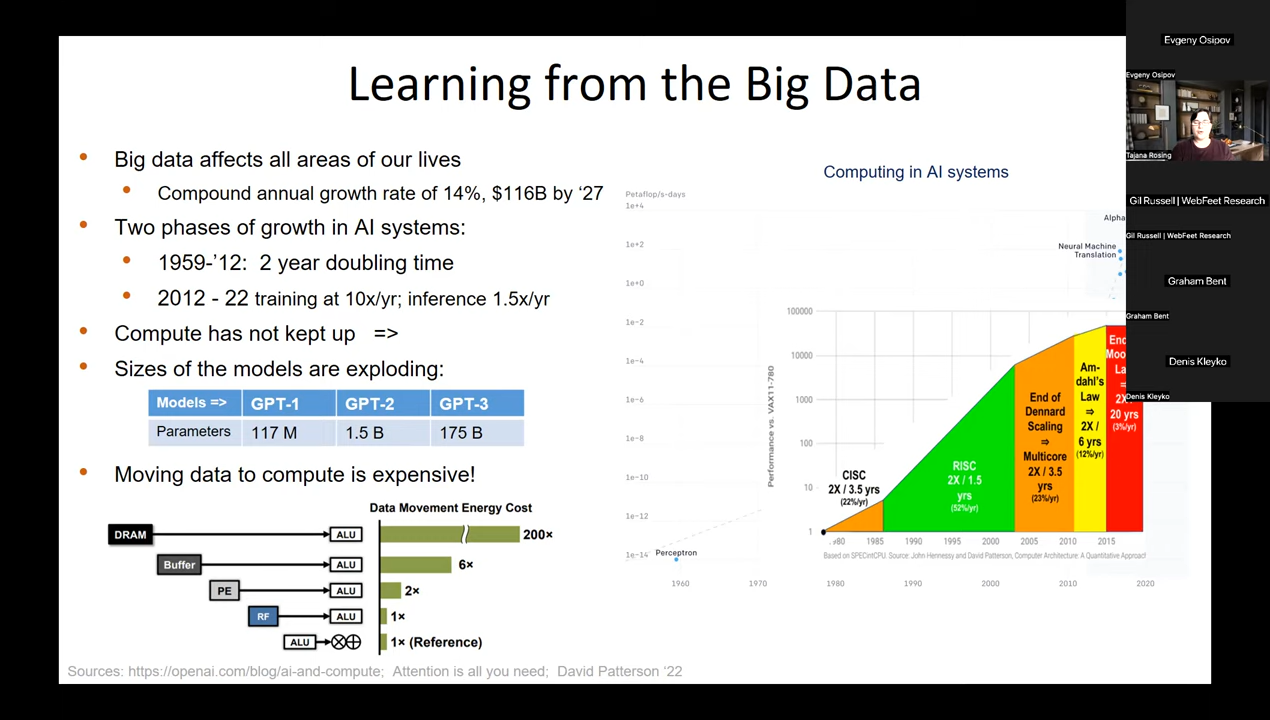 Learning from the Big Data
Big data affects all areas of our lives
Compound annual growth rate of 14%, $116B by ‘27
Two phases of growth in AI systems:
1959-’12: 2 year doubling time
2012 - 22 training at 10x/yr; inference 1.5x/yr
Compute has not kept up =>
Sizes of the models are exploding:
Models => GPT-1 GPT-2 GPT-3
Parameters 117 M 1.5 B 175 B
Moving data to compute is expensive!
Data Movement Energy Cost
DRAM ALU 200×
Buffer ALU 6×
PE ALU 2×
RF ALU 1×
ALU 1× (Reference)
Sources: https://openai.com/blog/ai-and-compute; Attention is all you need; David Patterson ‘22
Computing in AI systems
Petaflop/s-days
1e+4
1e+2
1e+0
1e-2
1e-4
1e-6
1e-8
1e-10
1e-12
1e-14
Perceptron
1960 1970 1980 1990 2000 2010 2020
Alpha
Neural Machine
Translation
Performance vs. VAX11-780
100000
10000
1000
100
10
1
CISC
2X / 3.5 yrs
(22%/yr)
RISC
2X / 1.5
yrs
(52%/yr)
End of
Dennard
Scaling
⇒
Multicore
2X / 3.5
yrs
(23%/yr)
Am-
dahl’s
Law
⇒
2X /
6 yrs
(12%/yr)
End
Moo
La
⇒
2X
20 yrs
(3%/yr)
1985 1990 1995 2000 2005 2010 2015
Based on SPECintCPU. Source: John Hennessy and David Patterson, Computer Architecture: A Quantitative Approach
Evgeny Osipov
Evgeny Osipov
Tajana Rosing
Gil Russell | WebFeet Research
Gil Russell | WebFeet Research
Graham Bent
Graham Bent
Denis Kleyko
Denis Kleyko